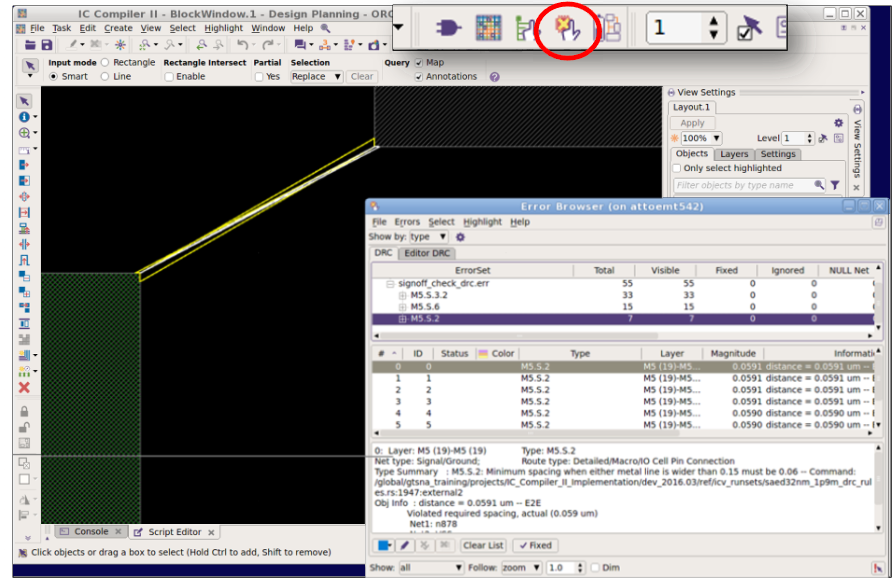 IC Compiler II - BlockWindow.1 - Design Planning - ORC
File Task Edit Create View Select Highlight Window Help
1
Input mode Rectangle Rectangle Intersect Partial Selection Query Map
Smart Line Enable Yes Replace Clear Annotations
View Settings
Layout.1
Apply
100% Level 1
Objects Layers Settings
Only select highlighted
Filter objects by type name
View Settings
Error Browser (on attoemt542)
File Errors Select Highlight Help
Show by: type
DRC Editor DRC
ErrorSet Total Visible Fixed Ignored NULL Net
signoff_check_drc.err 55 55 0 0
M5.S.3.2 33 33 0 0
M5.S.6 15 15 0 0
M5.S.2 7 7 0 0
# ID Status Color Type Layer Magnitude Informati
0 0 M5.S.2 M5 (19)-M5... 0.0591 distance = 0.0591 um -- E
1 1 M5.S.2 M5 (19)-M5... 0.0591 distance = 0.0591 um -- E
2 2 M5.S.2 M5 (19)-M5... 0.0591 distance = 0.0591 um -- E
3 3 M5.S.2 M5 (19)-M5... 0.0591 distance = 0.0591 um -- E
4 4 M5.S.2 M5 (19)-M5... 0.0590 distance = 0.0590 um -- E
5 5 M5.S.2 M5 (19)-M5... 0.0590 distance = 0.0590 um -- E
0: Layer: M5 (19)-M5 (19) Type: M5.S.2
Net type: Signal/Ground; Route type: Detailed/Macro/IO Cell Pin Connection
Type Summary : M5.S.2: Minimum spacing when either metal line is wider than 0.15 must be 0.06 -- Command:
/global/gtsna_training/projects/IC_Compiler_II_Implementation/dev_2016.03/ref/icv_runsets/saed32nm_1p9m_drc_rul
es.rs:1947:external2
Obj Info : distance = 0.0591 um -- E2E
Violated required spacing, actual (0.059 um)
Net1: n878
Clear List Fixed
Show: all Follow: zoom 1.0 Dim
Console Script Editor
Click objects or drag a box to select (Hold Ctrl to add, Shift to remove)